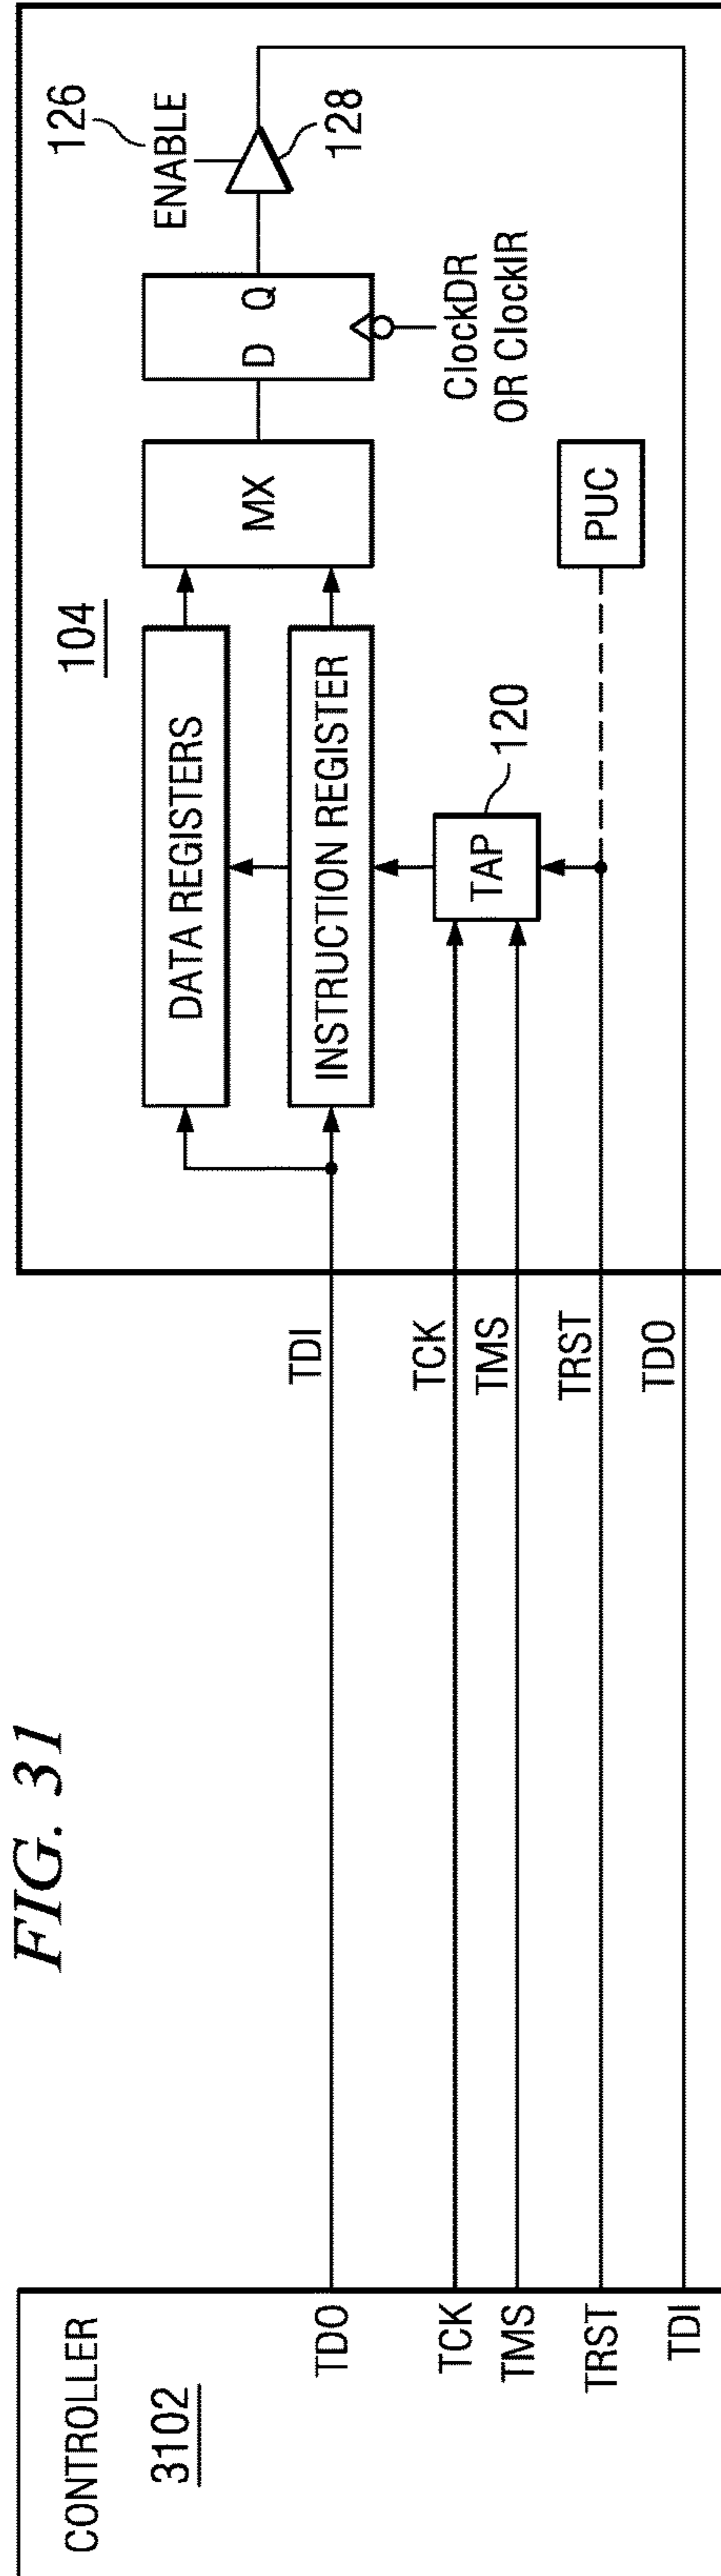 FIG. 31
CONTROLLER
3102
TDO
TCK
TMS
TRST
TDI
TDI
TCK
TMS
TRST
TDO
104
DATA REGISTERS
INSTRUCTION REGISTER
TAP
120
PUC
MX
D Q
ClockDR
OR ClockIR
126
ENABLE
128